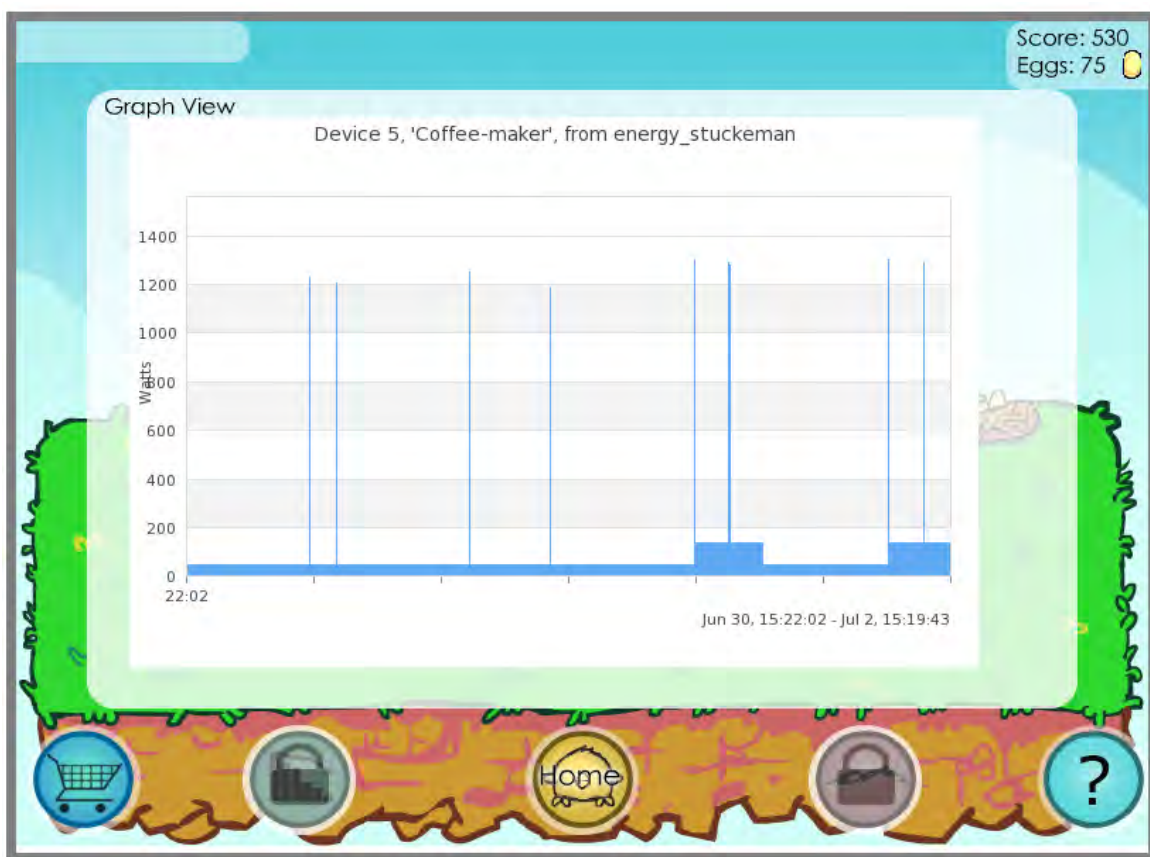 Score: 530
Eggs: 75
Graph View
Device 5, 'Coffee-maker', from energy_stuckeman
1400
1200
1000
Watts
800
600
400
200
0
22:02
Jun 30, 15:22:02 - Jul 2, 15:19:43
Home
?